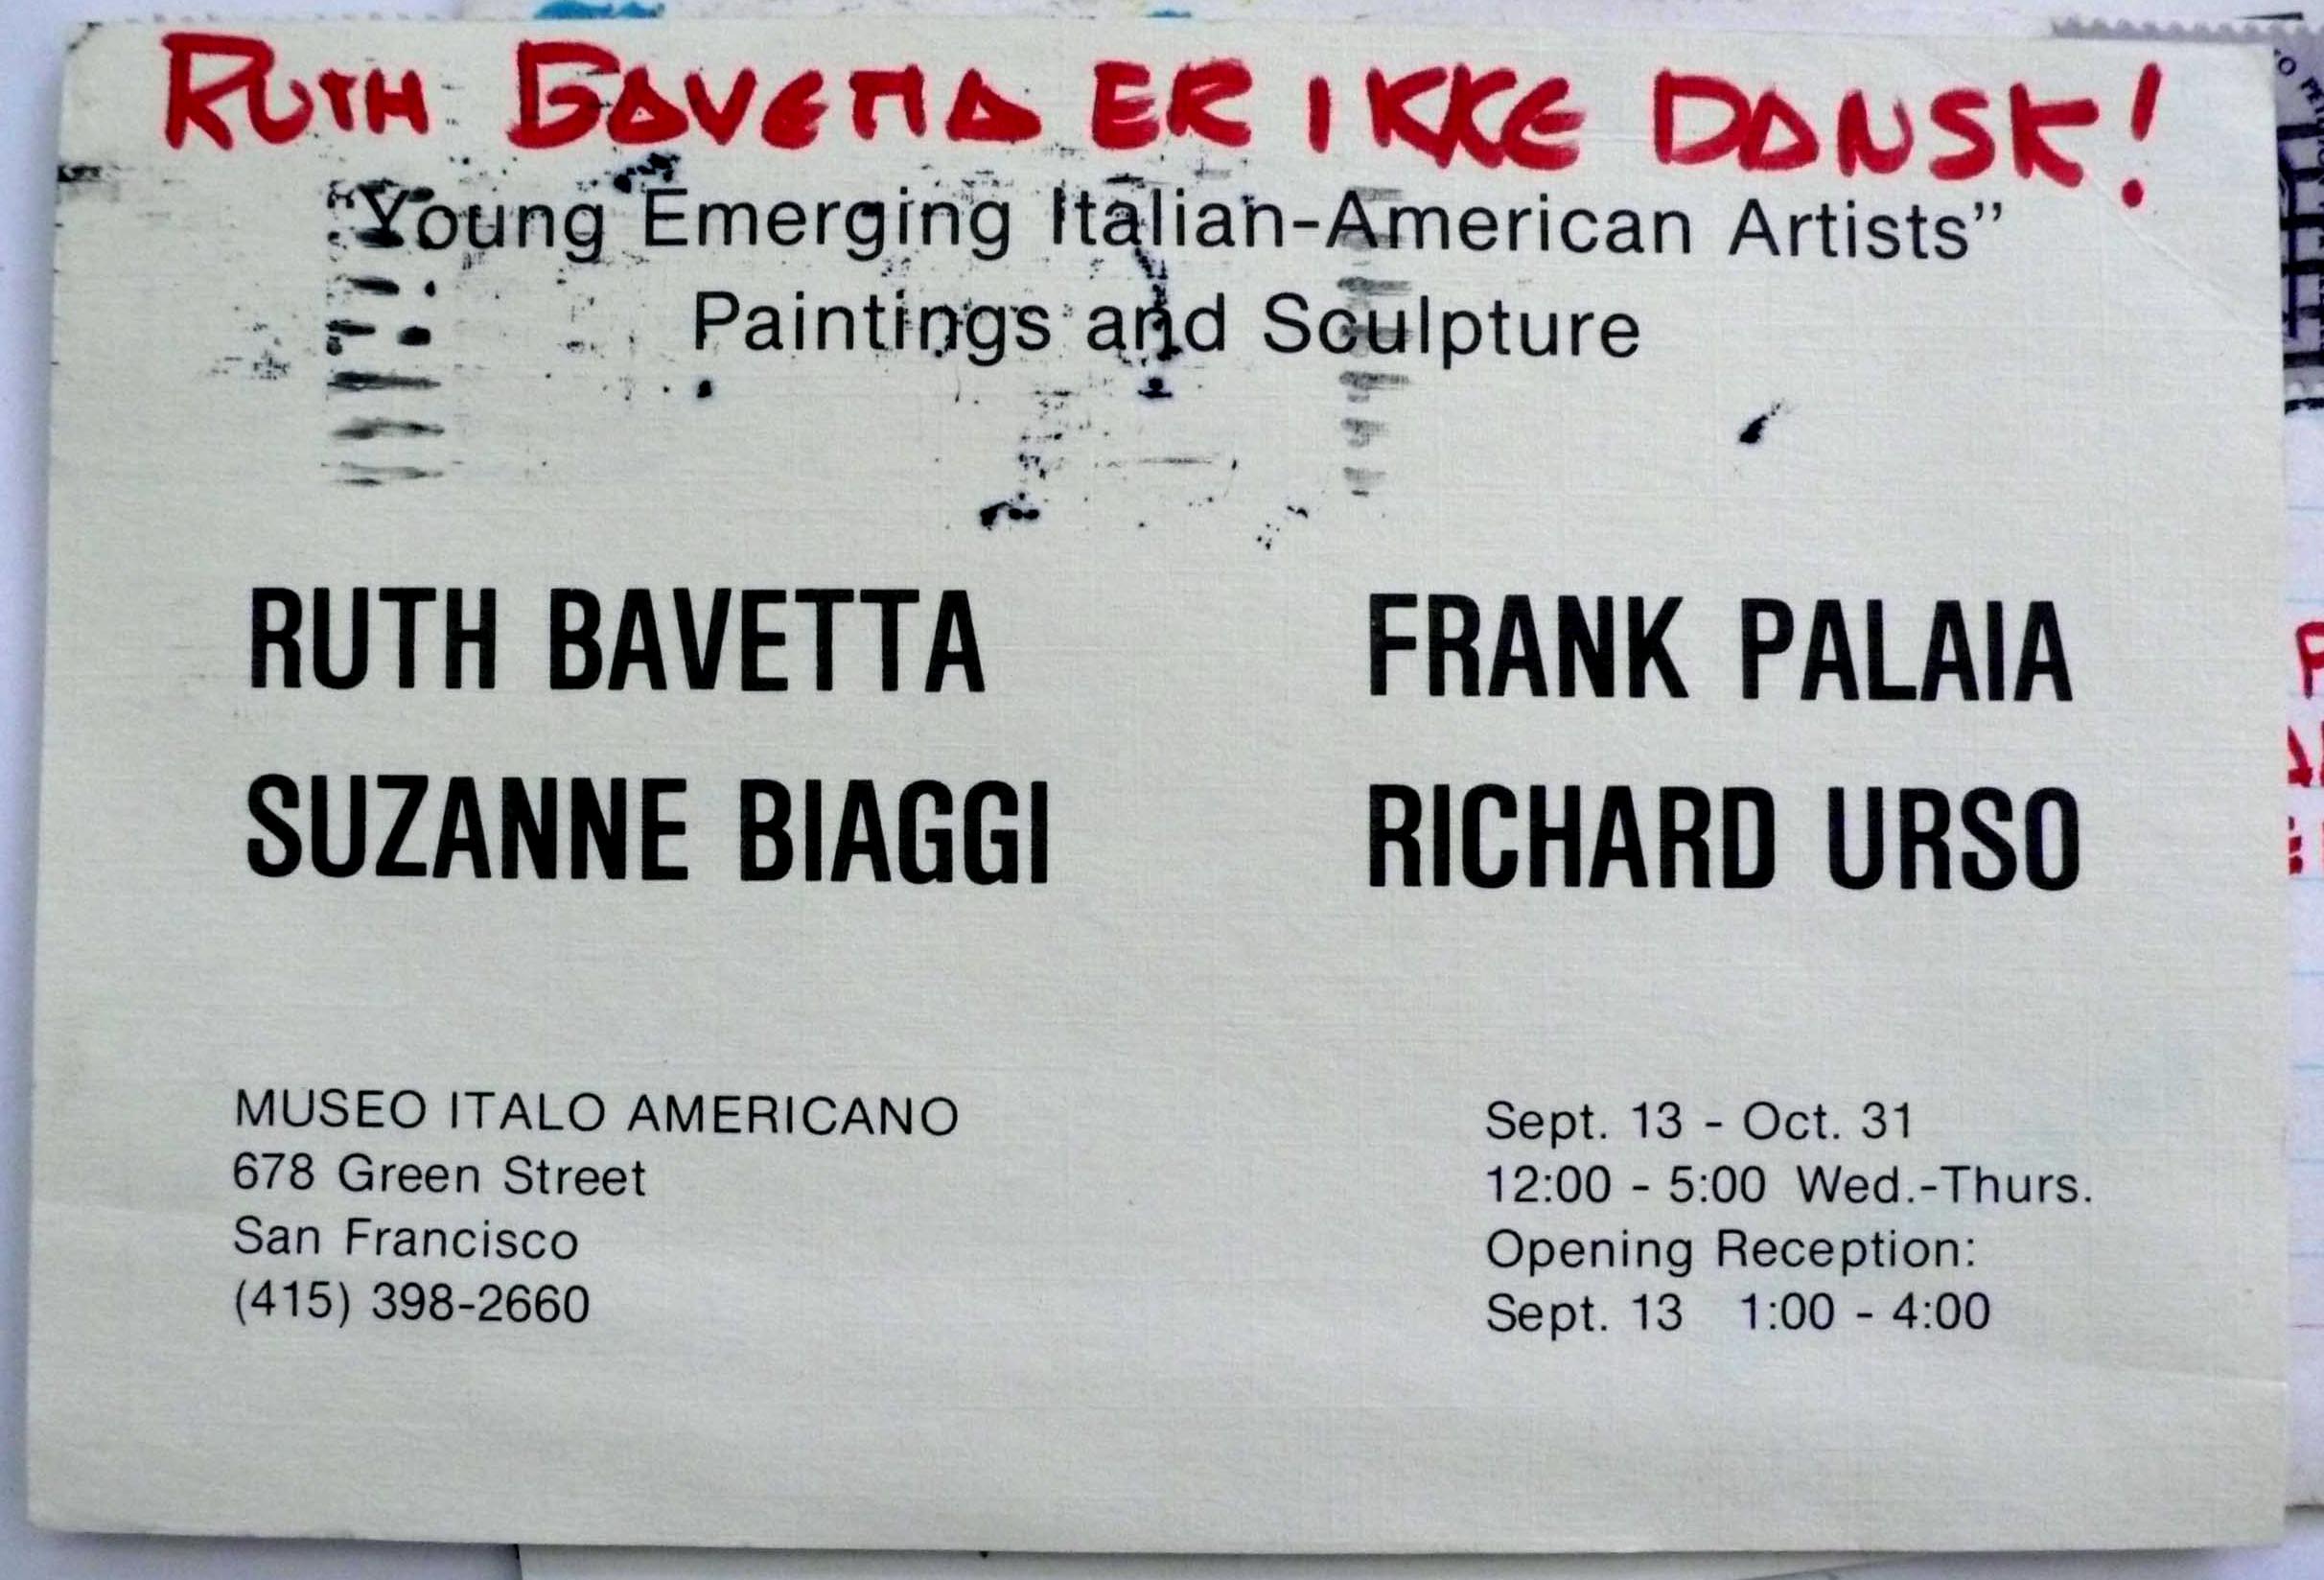 RUTH BAVETTA ER IKKE DANSK!
"Young Emerging Italian-American Artists"
Paintings and Sculpture
RUTH BAVETTA
FRANK PALAIA
SUZANNE BIAGGI
RICHARD URSO
MUSEO ITALO AMERICANO
678 Green Street
San Francisco
(415) 398-2660
Sept. 13 - Oct. 31
12:00 - 5:00 Wed.-Thurs.
Opening Reception:
Sept. 13 1:00 - 4:00